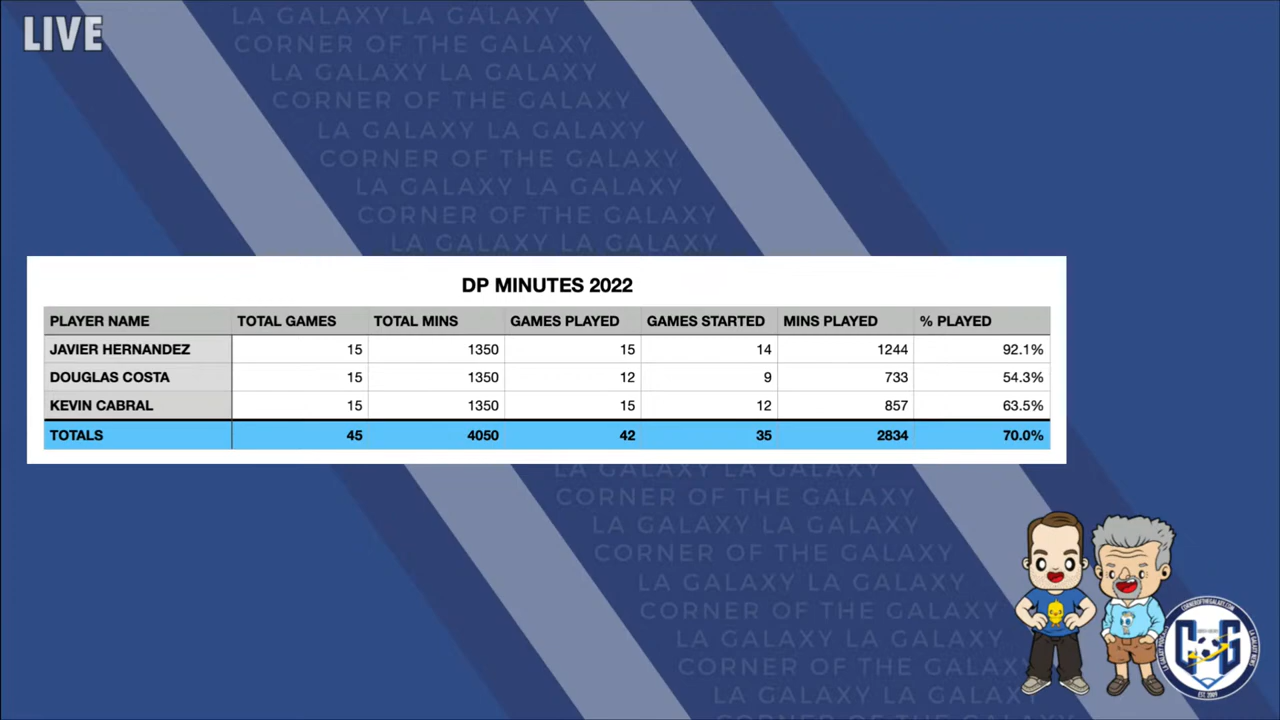 LIVE
LA GALAXY LA GALAXY
CORNER OF THE GALAXY
LA GALAXY LA GALAXY
CORNER OF THE GALAXY
LA GALAXY LA GALAXY
CORNER OF THE GALAXY
LA GALAXY LA GALAXY
CORNER OF THE GALAXY
LA GALAXY LA GALAXY
DP MINUTES 2022
PLAYER NAME TOTAL GAMES TOTAL MINS GAMES PLAYED GAMES STARTED MINS PLAYED % PLAYED
JAVIER HERNANDEZ 15 1350 15 14 1244 92.1%
DOUGLAS COSTA 15 1350 12 9 733 54.3%
KEVIN CABRAL 15 1350 15 12 857 63.5%
TOTALS 45 4050 42 35 2834 70.0%
LA GALAXY LA GALAXY
CORNER OF THE GALAXY
LA GALAXY LA GALAXY
CORNER OF THE GALAXY
LA GALAXY LA GALAXY
CORNER OF THE GALAXY
LA GALAXY LA GALAXY
CORNER OF THE GALAXY
LA GALAXY LA GALAXY
CORNEROFTHEGALAXY.COM
EST. 2009